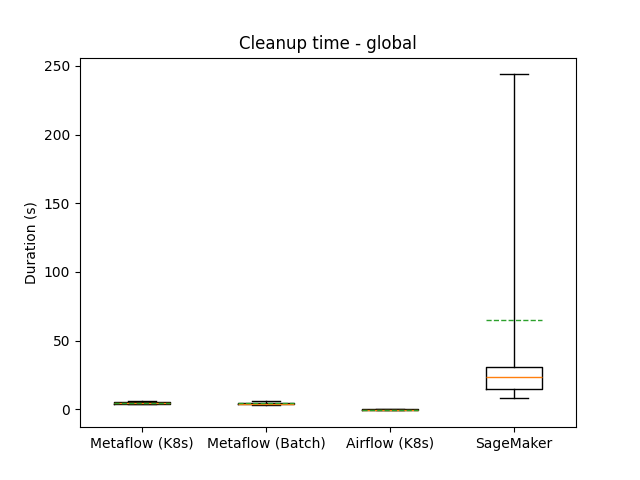 Cleanup time - global
250
200
150
100
50
0
Duration (s)
Metaflow (K8s)
Metaflow (Batch)
Airflow (K8s)
SageMaker